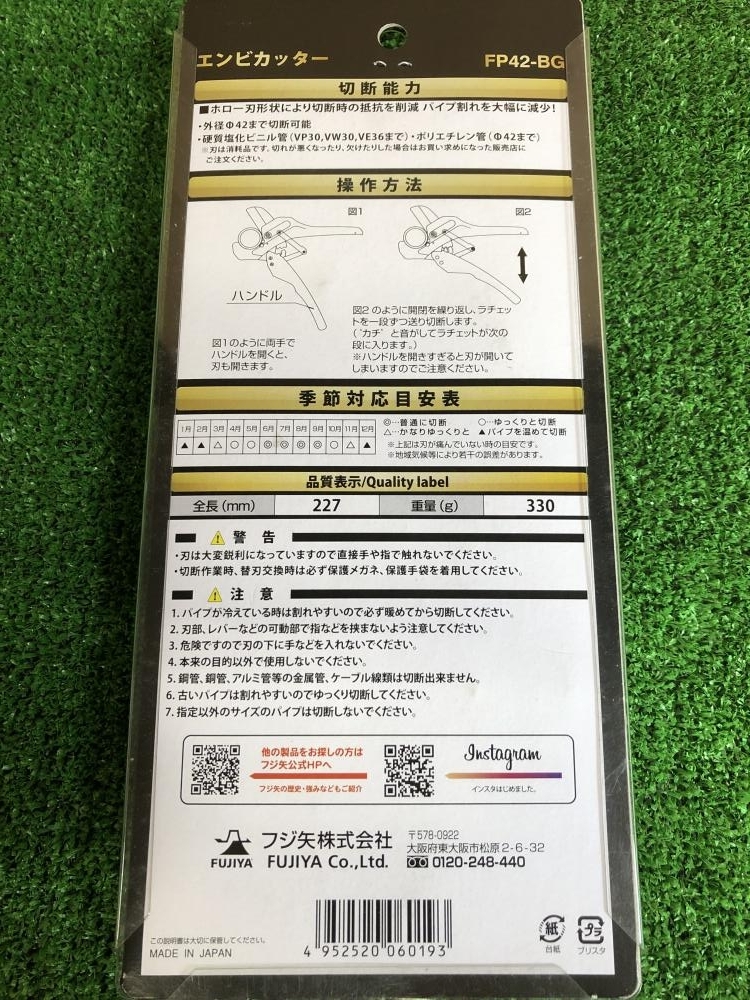 エンビカッター FP42-BG
切断能力
■ホロー刃形状により切断時の抵抗を削減 パイプ割れを大幅に減少!
・外径Φ42まで切断可能
・硬質塩化ビニル管(VP30,VW30,VE36まで)・ポリエチレン管(Φ42まで)
※刃は消耗品です。切れが悪くなったり、欠けたりした場合はお買い求めになった販売店に
ご注文ください。
操作方法
図1
図2
ハンドル
図1のように両手で
ハンドルを開くと、
刃も開きます。
図2のように開閉を繰り返し、ラチェッ
トを一段ずつ送り切断します。
(゛カチ゛と音がしてラチェットが次の
段に入ります。)
※ハンドルを開きすぎると刃が開いて
しまいますのでご注意ください。
季節対応目安表
1月 2月 3月 4月 5月 6月 7月 8月 9月 10月 11月 12月
▲ ▲ △ ○ ○ ◎ ◎ ◎ ◎ ○ △ ▲
◎…普通に切断 ○…ゆっくりと切断
△…かなりゆっくりと ▲パイプを温めて切断
※上記は刃が痛んでいない時の目安です。
※地域気候等により若干の誤差があります。
品質表示/Quality label
全長(mm) 227 重量(g) 330
警告
・刃は大変鋭利になっていますので直接手や指で触れないでください。
・切断作業時、替刃交換時は必ず保護メガネ、保護手袋を着用してください。
注意
1. パイプが冷えている時は割れやすいので必ず暖めてから切断してください。
2. 刃部、レバーなどの可動部で指などを挟まないよう注意してください。
3. 危険ですので刃の下に手などを入れないでください。
4. 本来の目的以外で使用しないでください。
5. 鋼管、銅管、アルミ管等の金属管、ケーブル線類は切断出来ません。
6. 古いパイプは割れやすいのでゆっくり切断してください。
7. 指定以外のサイズのパイプは切断しないでください。
他の製品をお探しの方は
フジ矢公式HPへ
フジ矢の歴史・強みなどもご紹介
Instagram
インスタはじめました。
FUJIYA
フジ矢株式会社
FUJIYA Co.,Ltd.
〒578-0922
大阪府東大阪市松原2-6-32
0120-248-440
この説明書は大切に保管してください。
MADE IN JAPAN
4 952520 060193
紙
台紙
プラ
ブリスタ